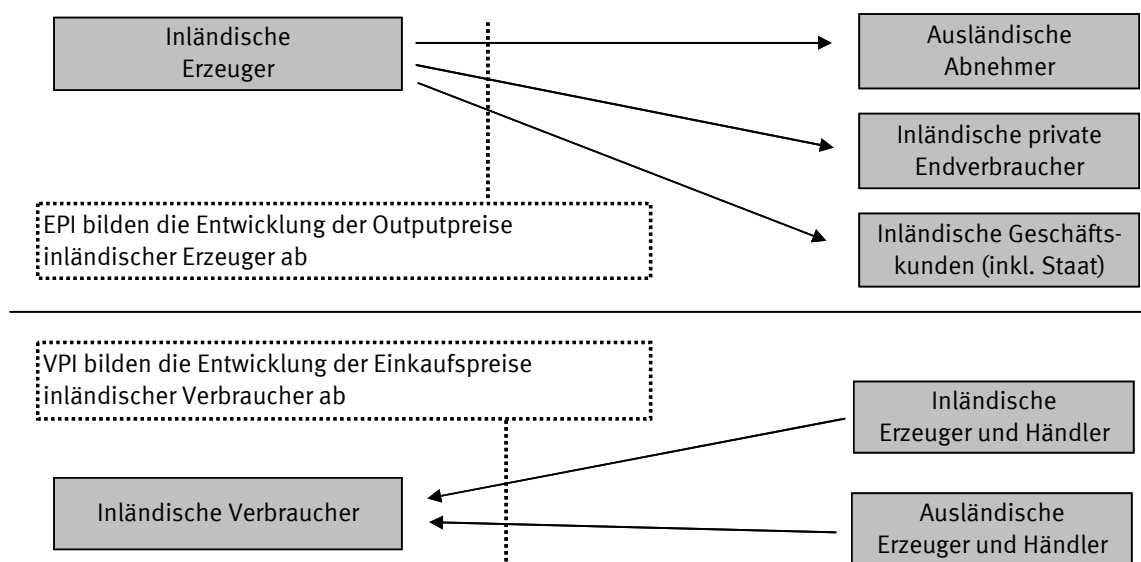 Inländische
Erzeuger
Ausländische
Abnehmer
Inländische private
Endverbraucher
EPI bilden die Entwicklung der Outputpreise
inländischer Erzeuger ab
Inländische Geschäfts-
kunden (inkl. Staat)
VPI bilden die Entwicklung der Einkaufspreise
inländischer Verbraucher ab
Inländische
Erzeuger und Händler
Inländische Verbraucher
Ausländische
Erzeuger und Händler